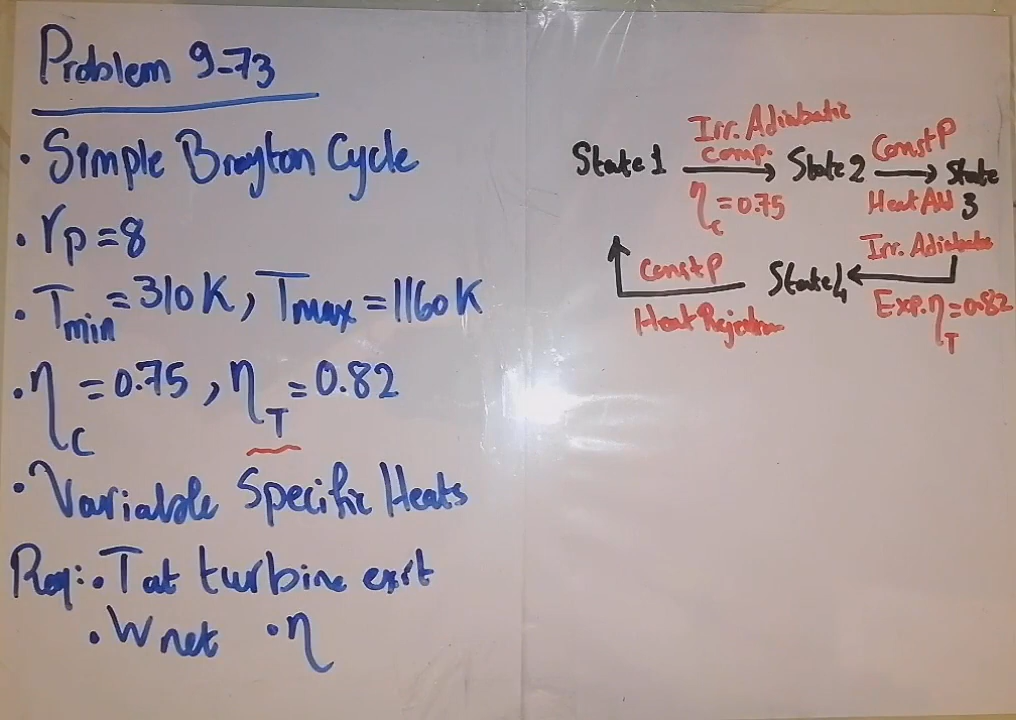 Problem 9-73
• Simple Brayton Cycle
• rp = 8
• Tmin = 310 K, Tmax = 1160 K
• ηC = 0.75, ηT = 0.82
• Variable Specific Heats
Req: • T at turbine exit
• Wnet • η
Irr. Adiabatic
Comp.
State 1
State 2
Const P
State
3
ηc = 0.75
Heat Add
Irr. Adiabatic
Const P
State 4
Exp. ηT = 0.82
Heat Rejection